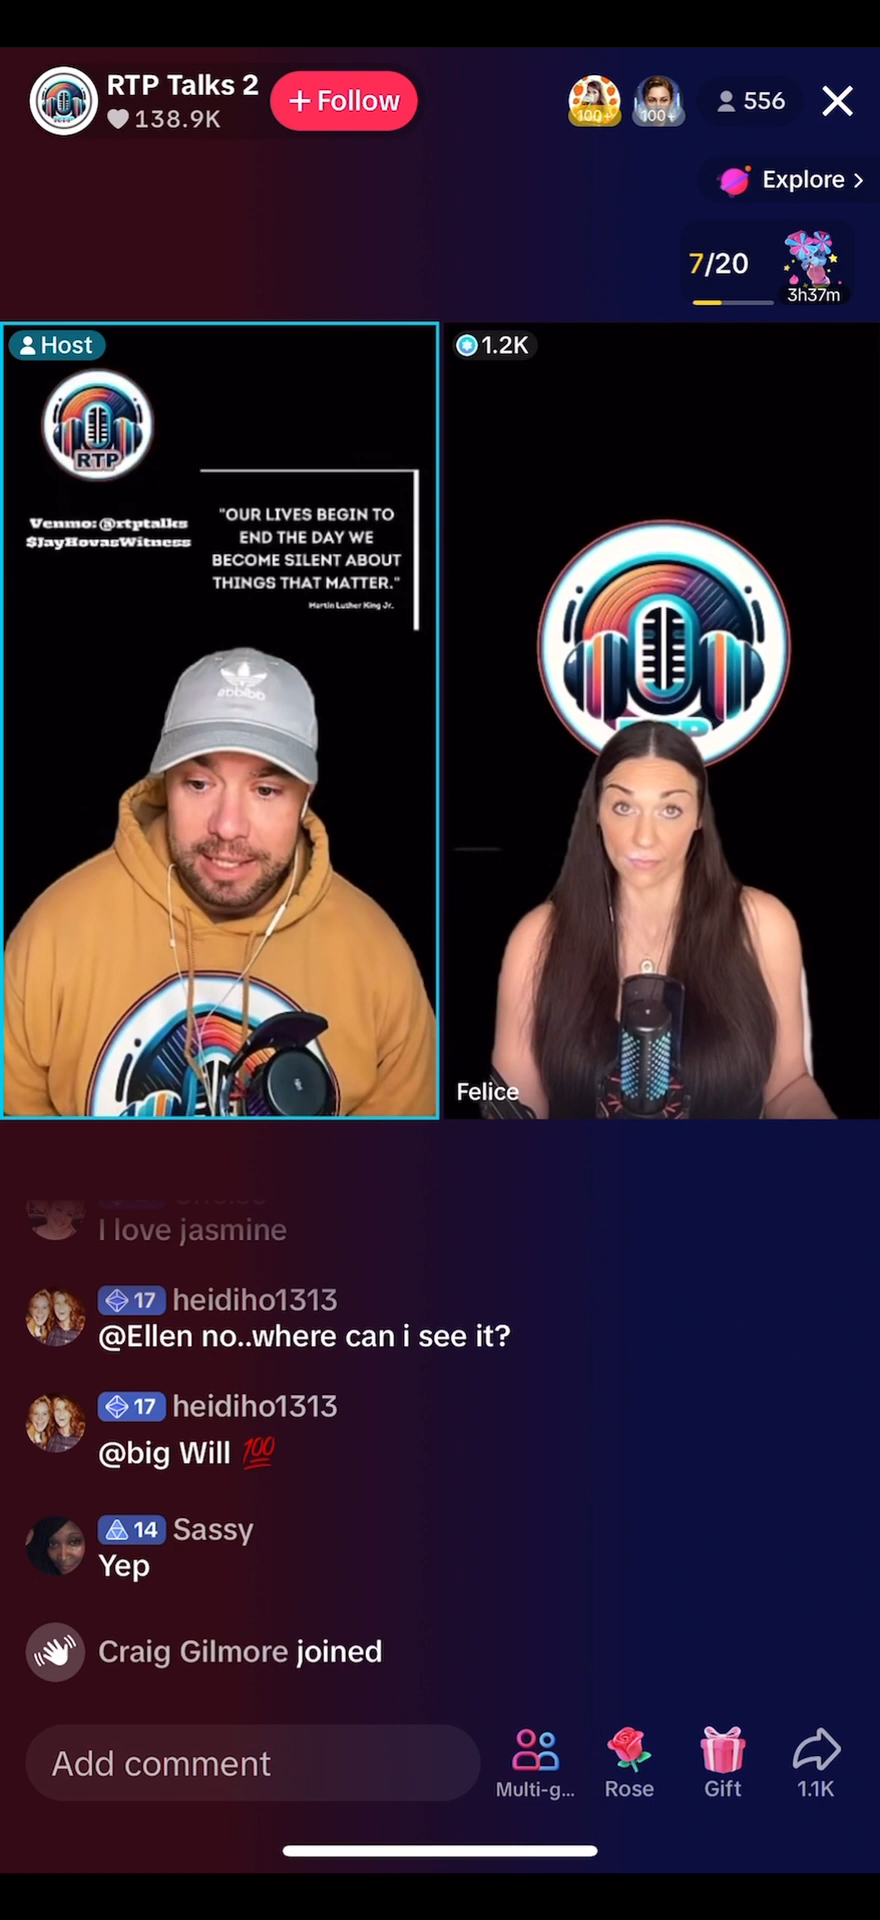 RTP Talks 2
138.9K
+ Follow
100+
100+
556
Explore >
7/20
3h37m
Host
1.2K
RTP
Venmo: @rtptalks
$JayHovasWitness
"OUR LIVES BEGIN TO
END THE DAY WE
BECOME SILENT ABOUT
THINGS THAT MATTER."
Martin Luther King Jr.
adidas
Felice
I love jasmine
17 heidiho1313
@Ellen no..where can i see it?
17 heidiho1313
@big Will 💯
14 Sassy
Yep
Craig Gilmore joined
Add comment
Multi-g...
Rose
Gift
1.1K